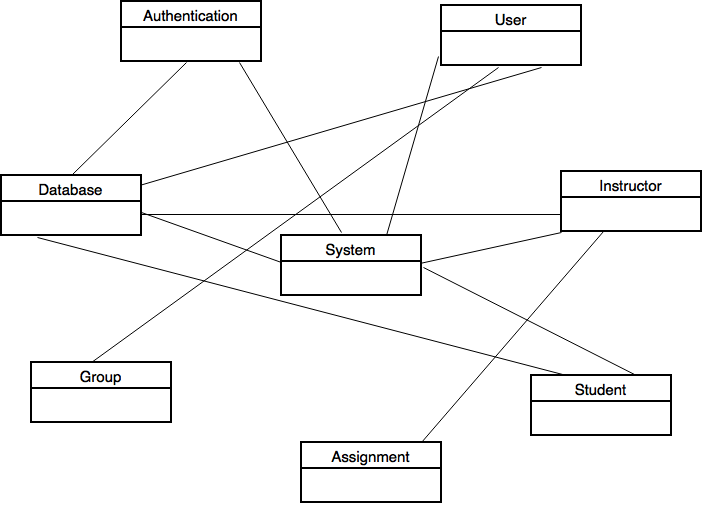 Authentication
User
Database
Instructor
System
Group
Student
Assignment